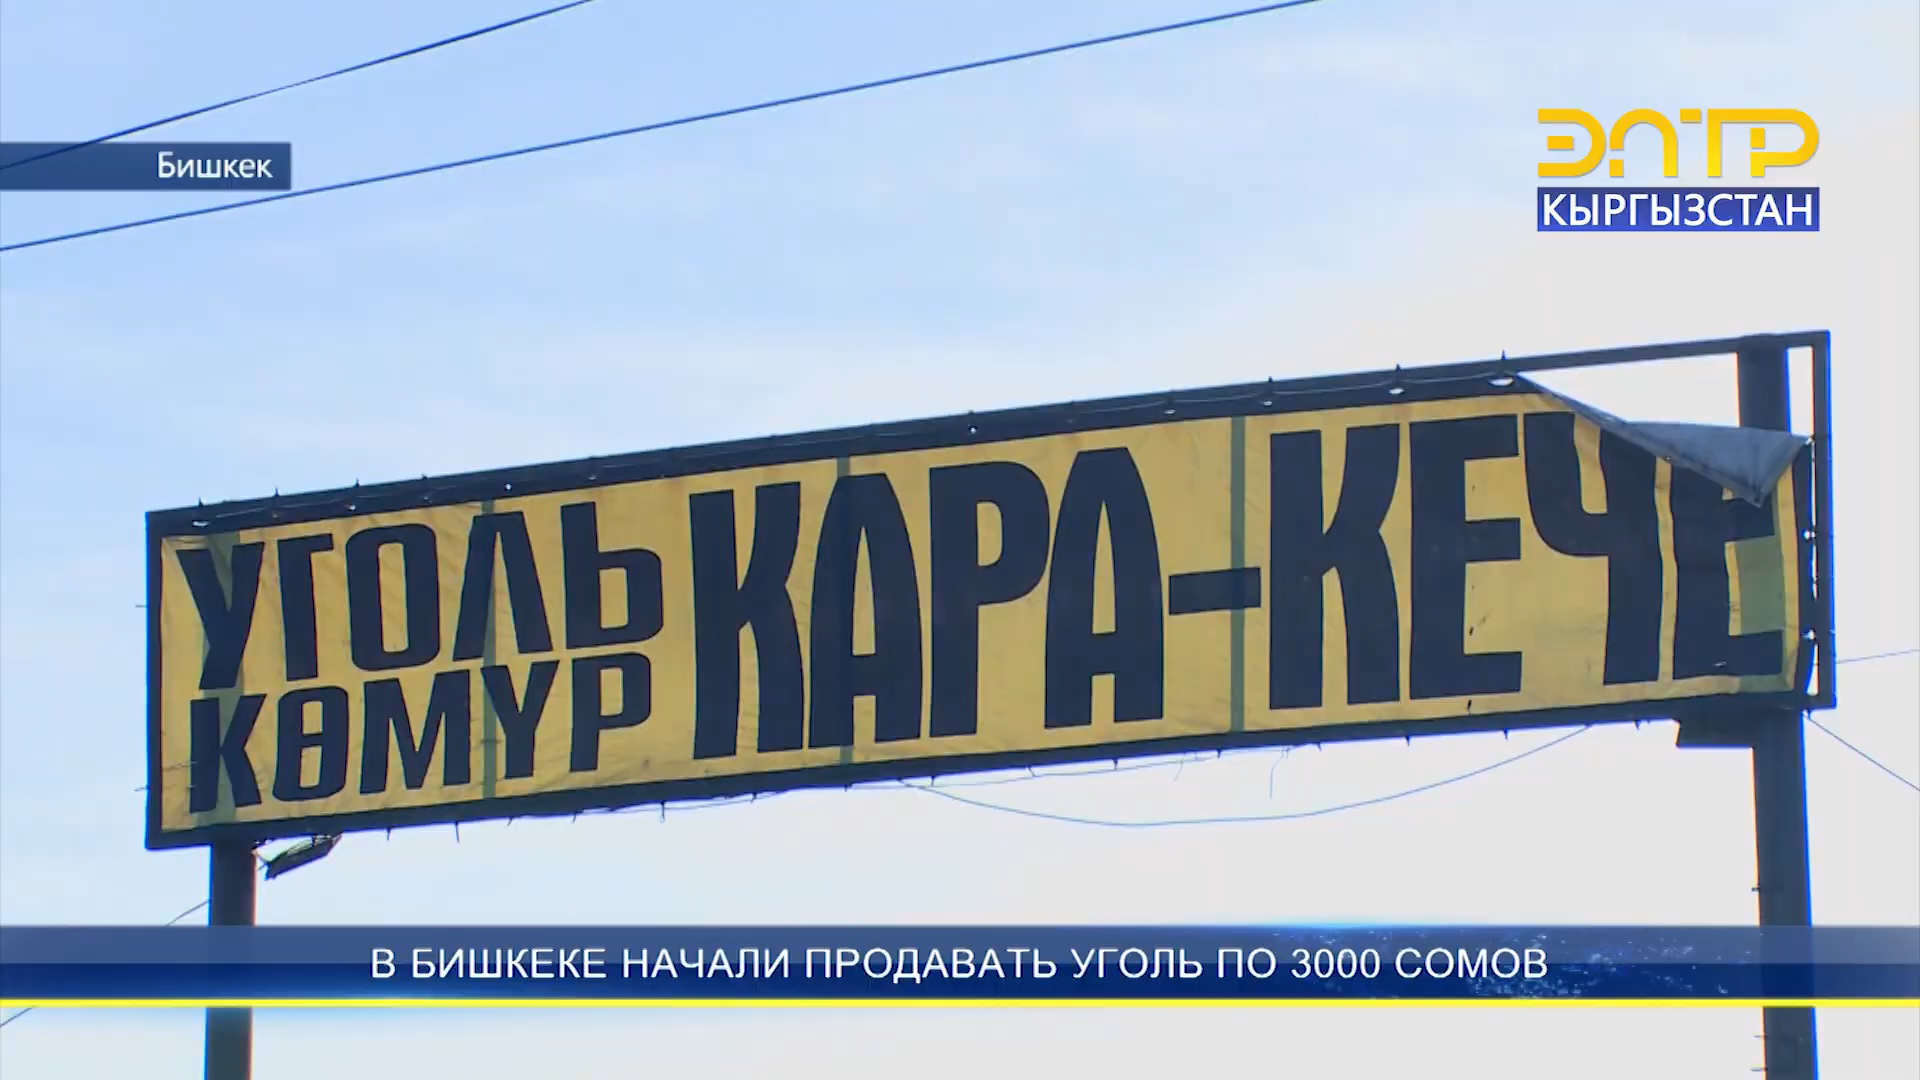 Бишкек
ЭЛТР
КЫРГЫЗСТАН
УГОЛЬ
КӨМҮР
КАРА-КЕЧЕ
В БИШКЕКЕ НАЧАЛИ ПРОДАВАТЬ УГОЛЬ ПО 3000 СОМОВ